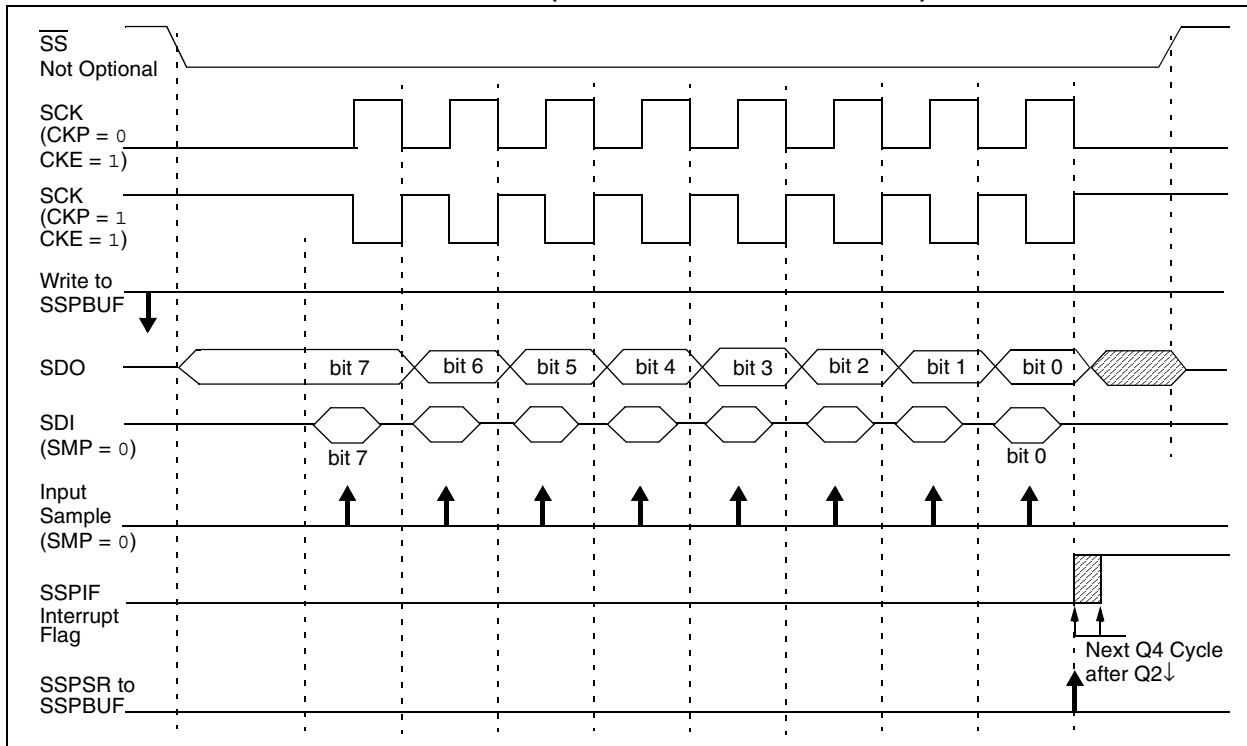 SS
Not Optional
SCK
(CKP = 0
CKE = 1)
SCK
(CKP = 1
CKE = 1)
Write to
SSPBUF
SDO
bit 7 bit 6 bit 5 bit 4 bit 3 bit 2 bit 1 bit 0
SDI
(SMP = 0)
bit 7 bit 0
Input
Sample
(SMP = 0)
SSPIF
Interrupt
Flag
Next Q4 Cycle
after Q2↓
SSPSR to
SSPBUF